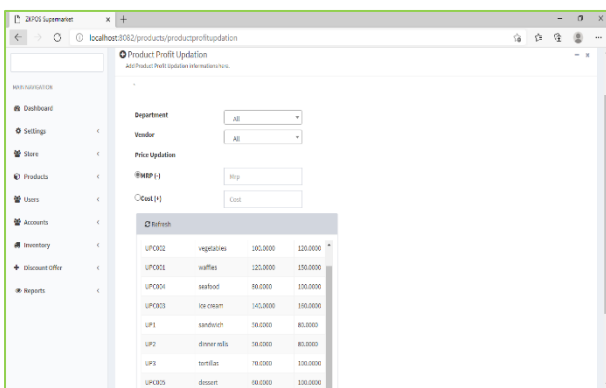 ZKPOS Supermarket
localhost:8082/products/productprofitupdation
Product Profit Updation
Add Product Profit Updation informations here.
MAIN NAVIGATION
Dashboard
Settings
Store
Products
Users
Accounts
Inventory
Discount Offer
Reports
Department All
Vendor All
Price Updation
MRP (-) Mrp
Cost (+) Cost
Refresh
UPC002 vegetables 100.0000 120.0000
UPC001 waffles 120.0000 150.0000
UPC004 seafood 80.0000 100.0000
UPC003 ice cream 140.0000 160.0000
UP1 sandwich 50.0000 80.0000
UP2 dinner rolls 50.0000 80.0000
UP3 tortillas 70.0000 100.0000
UPC005 dessert 60.0000 100.0000